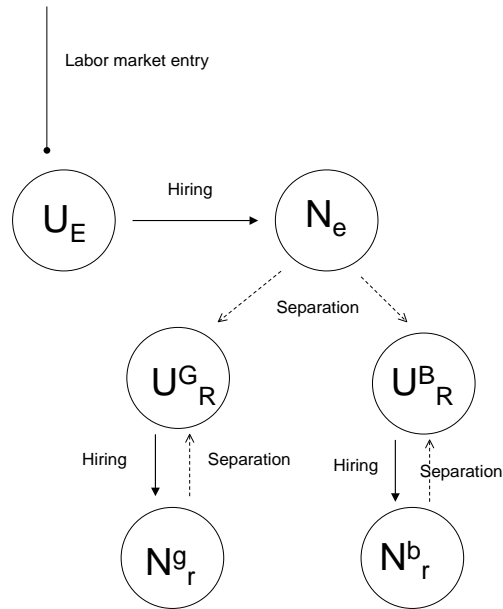 Labor market entry
Hiring
U_E
N_e
Separation
U^G_R
U^B_R
Hiring
Separation
Hiring
Separation
N^g_r
N^b_r